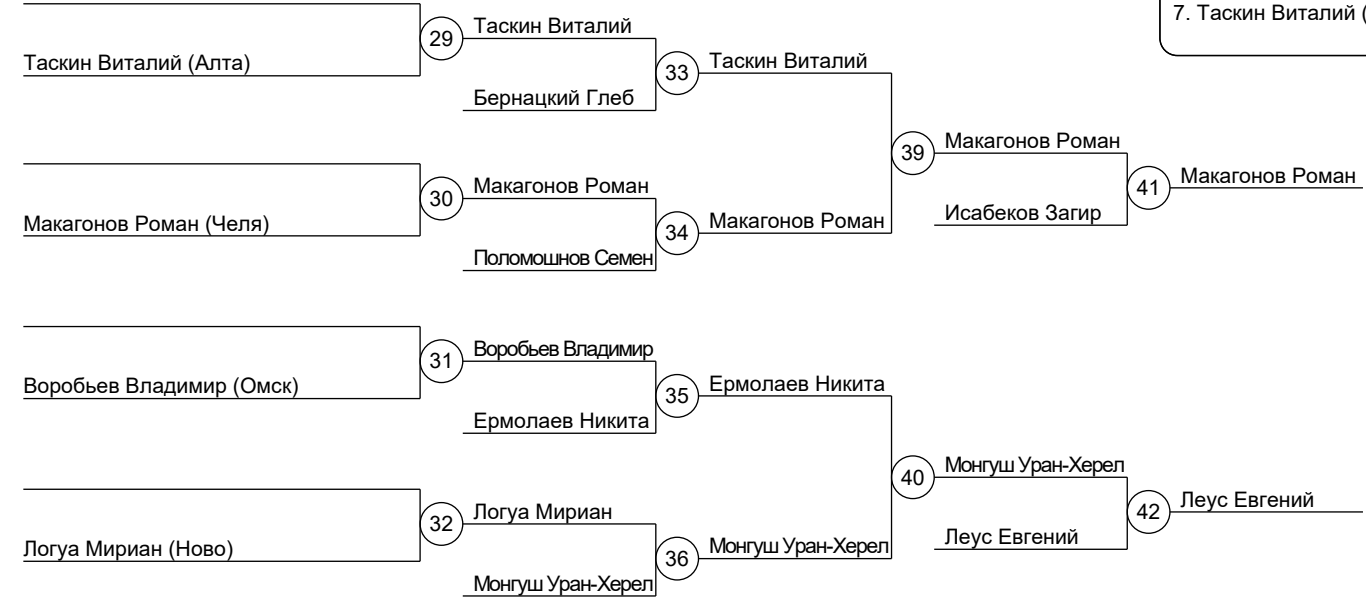 7. Таскин Виталий (
Таскин Виталий
29
Таскин Виталий (Алта)
Таскин Виталий
33
Бернацкий Глеб
Макагонов Роман
39
Макагонов Роман
41
Макагонов Роман
30
Макагонов Роман (Челя)
Исабеков Загир
Макагонов Роман
34
Поломошнов Семен
Воробьев Владимир
31
Воробьев Владимир (Омск)
Ермолаев Никита
35
Ермолаев Никита
Монгуш Уран-Херел
40
Леус Евгений
42
Логуа Мириан
32
Логуа Мириан (Ново)
Леус Евгений
Монгуш Уран-Херел
36
Монгуш Уран-Херел